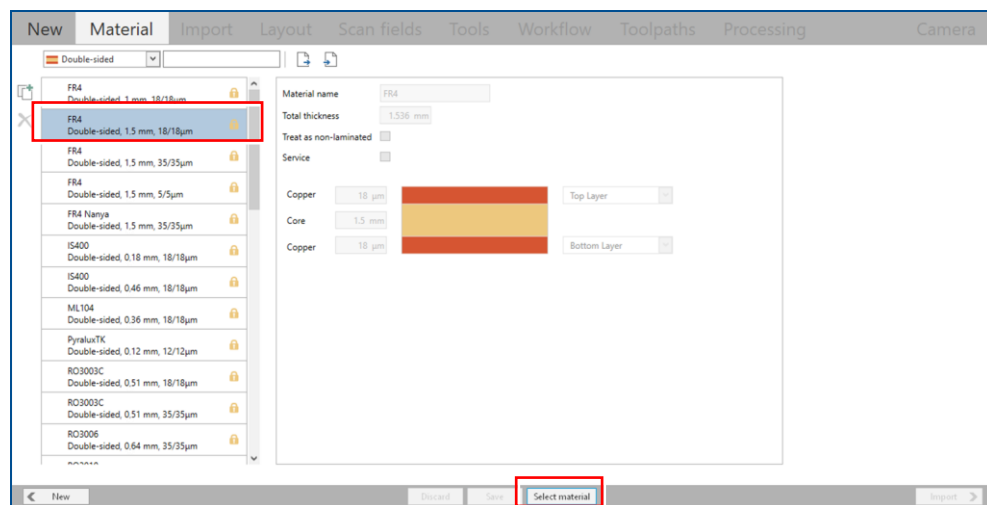 New Material Import Layout Scan fields Tools Workflow Toolpaths Processing Camera
Double-sided
FR4
Double-sided, 1 mm, 18/18µm
FR4
Double-sided, 1.5 mm, 18/18µm
FR4
Double-sided, 1.5 mm, 35/35µm
FR4
Double-sided, 1.5 mm, 5/5µm
FR4 Nanya
Double-sided, 1.5 mm, 35/35µm
IS400
Double-sided, 0.18 mm, 18/18µm
IS400
Double-sided, 0.46 mm, 18/18µm
ML104
Double-sided, 0.36 mm, 18/18µm
PyraluxTK
Double-sided, 0.12 mm, 12/12µm
RO3003C
Double-sided, 0.51 mm, 18/18µm
RO3003C
Double-sided, 0.51 mm, 35/35µm
RO3006
Double-sided, 0.64 mm, 35/35µm
Material name FR4
Total thickness 1.536 mm
Treat as non-laminated
Service
Copper 18 µm Top Layer
Core 1.5 mm
Copper 18 µm Bottom Layer
New Discard Save Select material Import